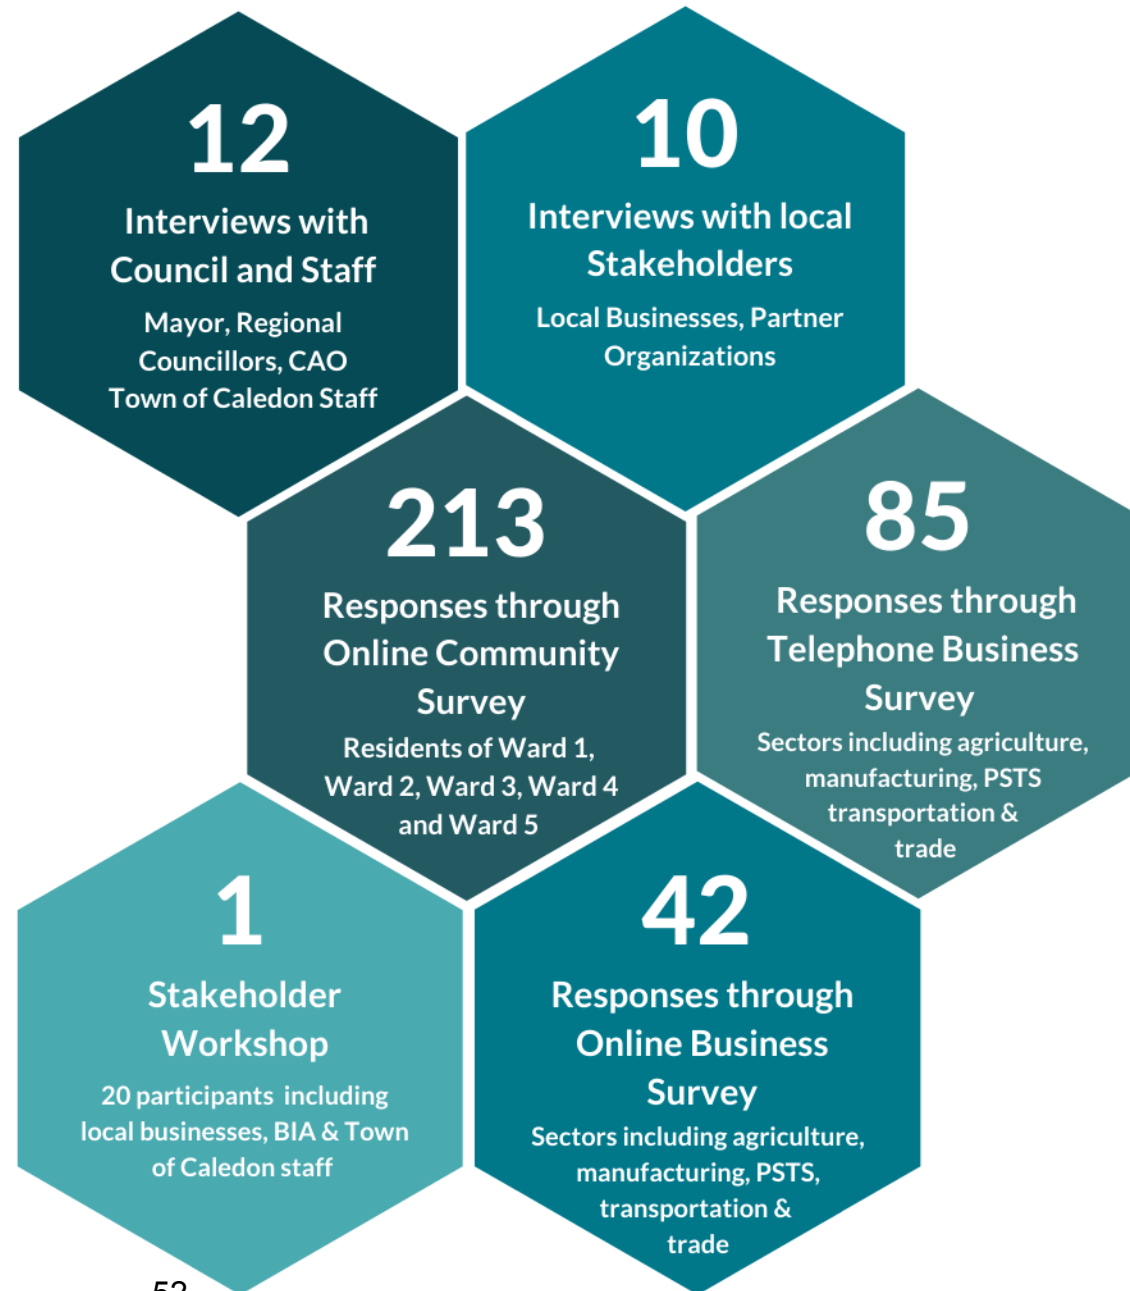 12
Interviews with
Council and Staff
Mayor, Regional
Councillors, CAO
Town of Caledon Staff
10
Interviews with local
Stakeholders
Local Businesses, Partner
Organizations
213
Responses through
Online Community
Survey
Residents of Ward 1,
Ward 2, Ward 3, Ward 4
and Ward 5
85
Responses through
Telephone Business
Survey
Sectors including agriculture,
manufacturing, PSTS
transportation &
trade
1
Stakeholder
Workshop
20 participants including
local businesses, BIA & Town
of Caledon staff
42
Responses through
Online Business
Survey
Sectors including agriculture,
manufacturing, PSTS,
transportation &
trade